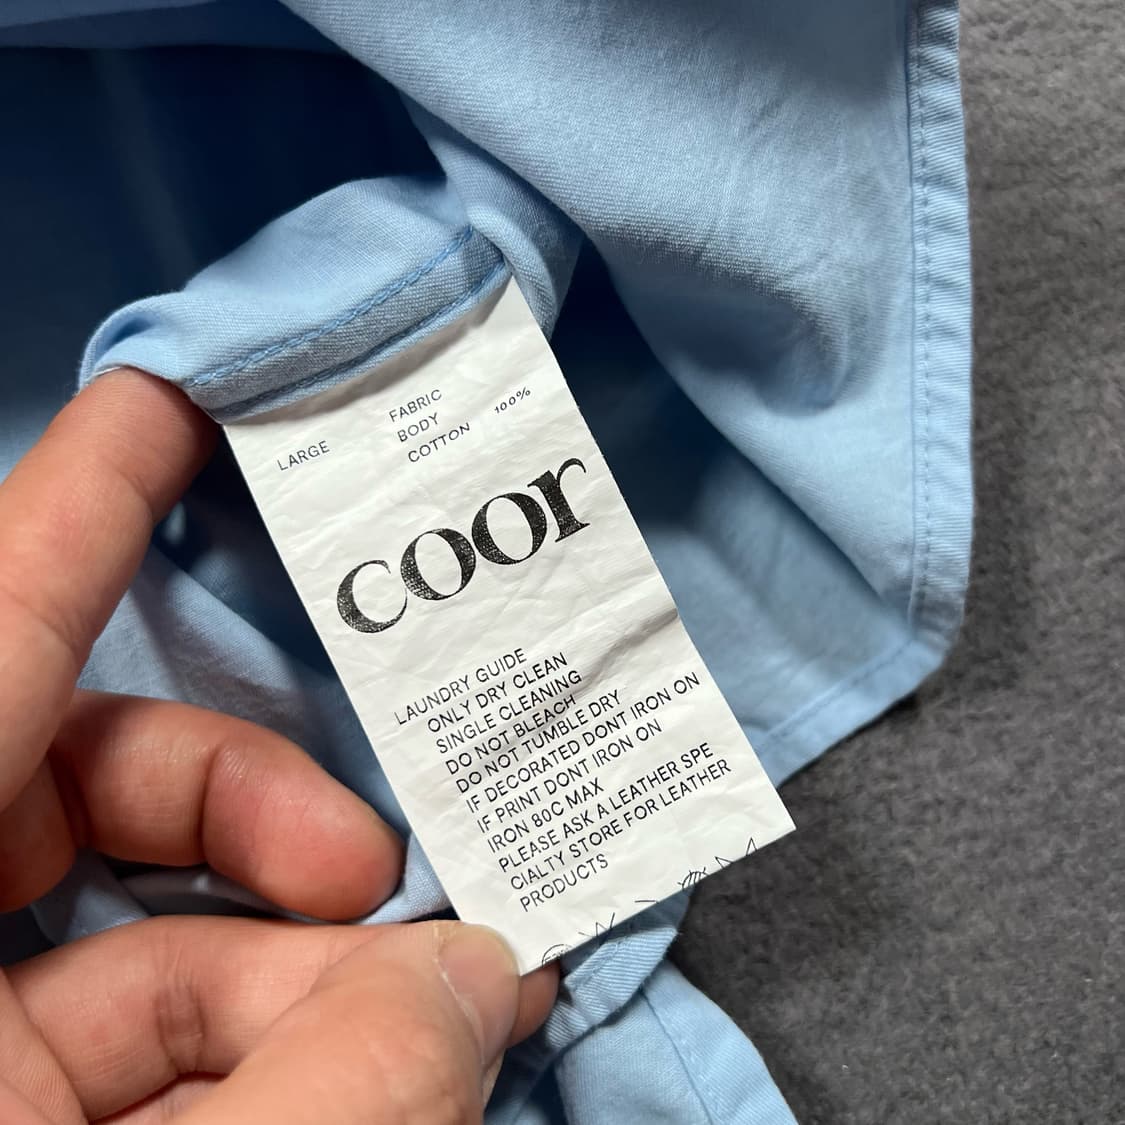 LARGE
FABRIC
BODY
COTTON 100%
coor
LAUNDRY GUIDE
ONLY DRY CLEAN
SINGLE CLEANING
DO NOT BLEACH
DO NOT TUMBLE DRY
IF DECORATED DONT IRON ON
IF PRINT DONT IRON ON
IRON 80C MAX
PLEASE ASK A LEATHER SPE
CIALTY STORE FOR LEATHER
PRODUCTS